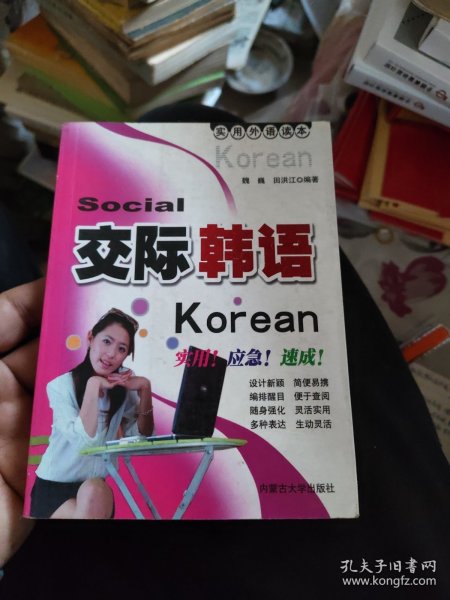 实用外语读本
Korean
魏巍 田洪江◎编著
Social
交际韩语
Korean
实用! 应急! 速成!
设计新颖 简便易携
编排醒目 便于查阅
随身强化 灵活实用
多种表达 生动灵活
内蒙古大学出版社
孔夫子旧书网
www.kongfz.com